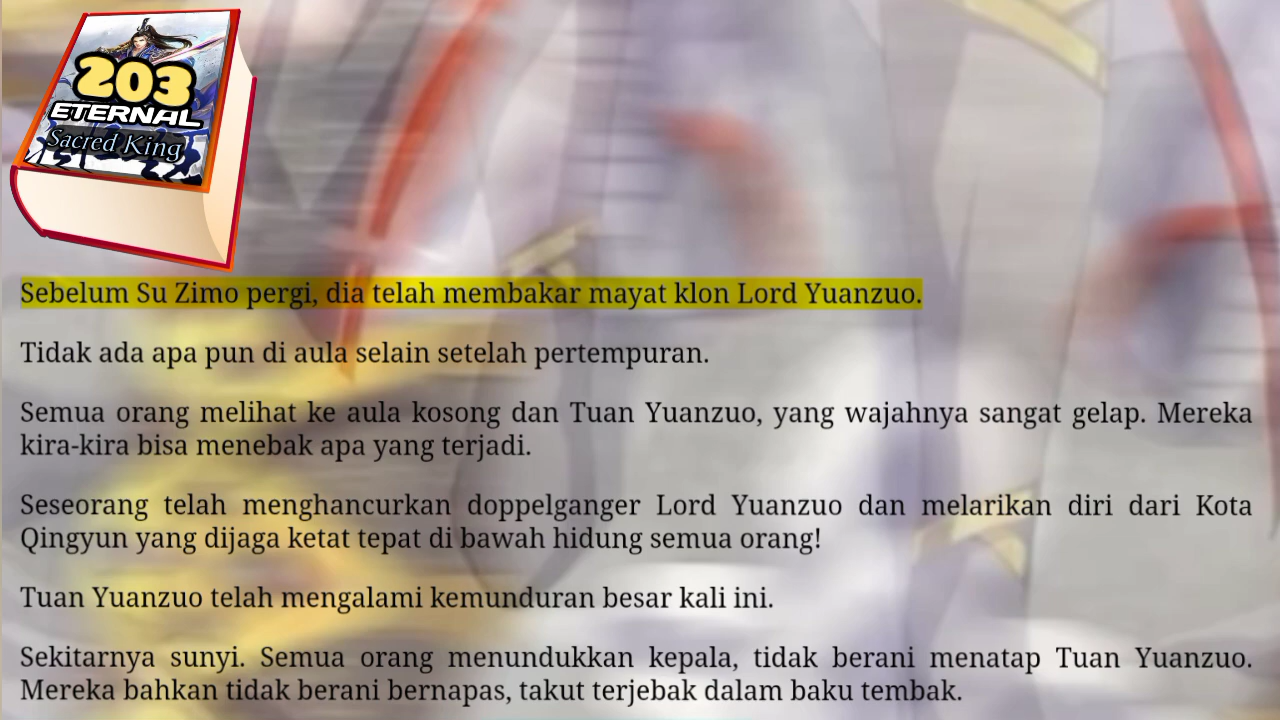 203
ETERNAL
Sacred King
Sebelum Su Zimo pergi, dia telah membakar mayat klon Lord Yuanzuo.
Tidak ada apa pun di aula selain setelah pertempuran.
Semua orang melihat ke aula kosong dan Tuan Yuanzuo, yang wajahnya sangat gelap. Mereka
kira-kira bisa menebak apa yang terjadi.
Seseorang telah menghancurkan doppelganger Lord Yuanzuo dan melarikan diri dari Kota
Qingyun yang dijaga ketat tepat di bawah hidung semua orang!
Tuan Yuanzuo telah mengalami kemunduran besar kali ini.
Sekitarnya sunyi. Semua orang menundukkan kepala, tidak berani menatap Tuan Yuanzuo.
Mereka bahkan tidak berani bernapas, takut terjebak dalam baku tembak.